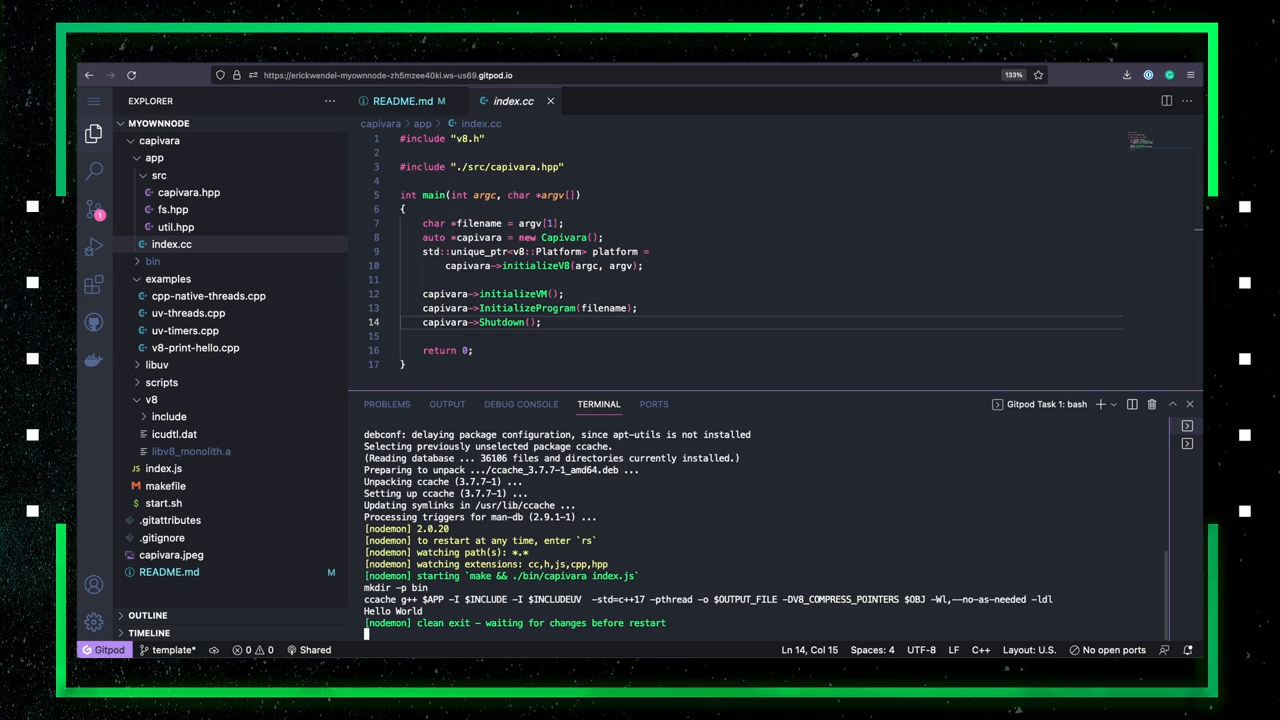 https://erickwendel-myownnode-zh5mzee40ki.ws-us69.gitpod.io
133%
EXPLORER
README.md M
index.cc
MYOWNNODE
capivara
app
src
capivara.hpp
fs.hpp
util.hpp
index.cc
bin
examples
cpp-native-threads.cpp
uv-threads.cpp
uv-timers.cpp
v8-print-hello.cpp
libuv
scripts
v8
include
icudtl.dat
libv8_monolith.a
index.js
makefile
start.sh
.gitattributes
.gitignore
capivara.jpeg
README.md M
OUTLINE
TIMELINE
1
capivara > app > index.cc
1 #include "v8.h"
2
3 #include "./src/capivara.hpp"
4
5 int main(int argc, char *argv[])
6 {
7 char *filename = argv[1];
8 auto *capivara = new Capivara();
9 std::unique_ptr<v8::Platform> platform =
10 capivara->initializeV8(argc, argv);
11
12 capivara->initializeVM();
13 capivara->InitializeProgram(filename);
14 capivara->Shutdown();
15
16 return 0;
17 }
PROBLEMS OUTPUT DEBUG CONSOLE TERMINAL PORTS
Gitpod Task 1: bash
debconf: delaying package configuration, since apt-utils is not installed
Selecting previously unselected package ccache.
(Reading database ... 36106 files and directories currently installed.)
Preparing to unpack .../ccache_3.7.7-1_amd64.deb ...
Unpacking ccache (3.7.7-1) ...
Setting up ccache (3.7.7-1) ...
Updating symlinks in /usr/lib/ccache ...
Processing triggers for man-db (2.9.1-1) ...
[nodemon] 2.0.20
[nodemon] to restart at any time, enter `rs`
[nodemon] watching path(s): *.*
[nodemon] watching extensions: cc,h,js,cpp,hpp
[nodemon] starting `make && ./bin/capivara index.js`
mkdir -p bin
ccache g++ $APP -I $INCLUDE -I $INCLUDEUV -std=c++17 -pthread -o $OUTPUT_FILE -DV8_COMPRESS_POINTERS $OBJ -Wl,--no-as-needed -ldl
Hello World
[nodemon] clean exit - waiting for changes before restart
Gitpod template* 0 0 Shared Ln 14, Col 15 Spaces: 4 UTF-8 LF C++ Layout: U.S. No open ports